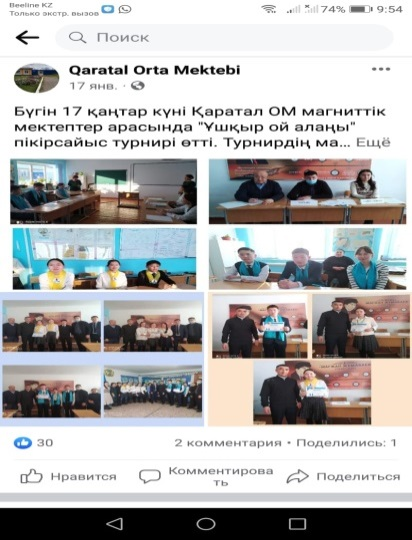 Beeline KZ
Только экстр. вызов
74% 9:54
Поиск
Qaratal Orta Mektebi
17 янв.
Бүгін 17 қаңтар күні Қаратал ОМ магниттік
мектептер арасында "Ұшқыр ой алаңы"
пікірсайыс турнирі өтті. Турнирдің ма... Ещё
30
2 комментария • Поделились: 1
Нравится
Комментирова
ть
Поделиться